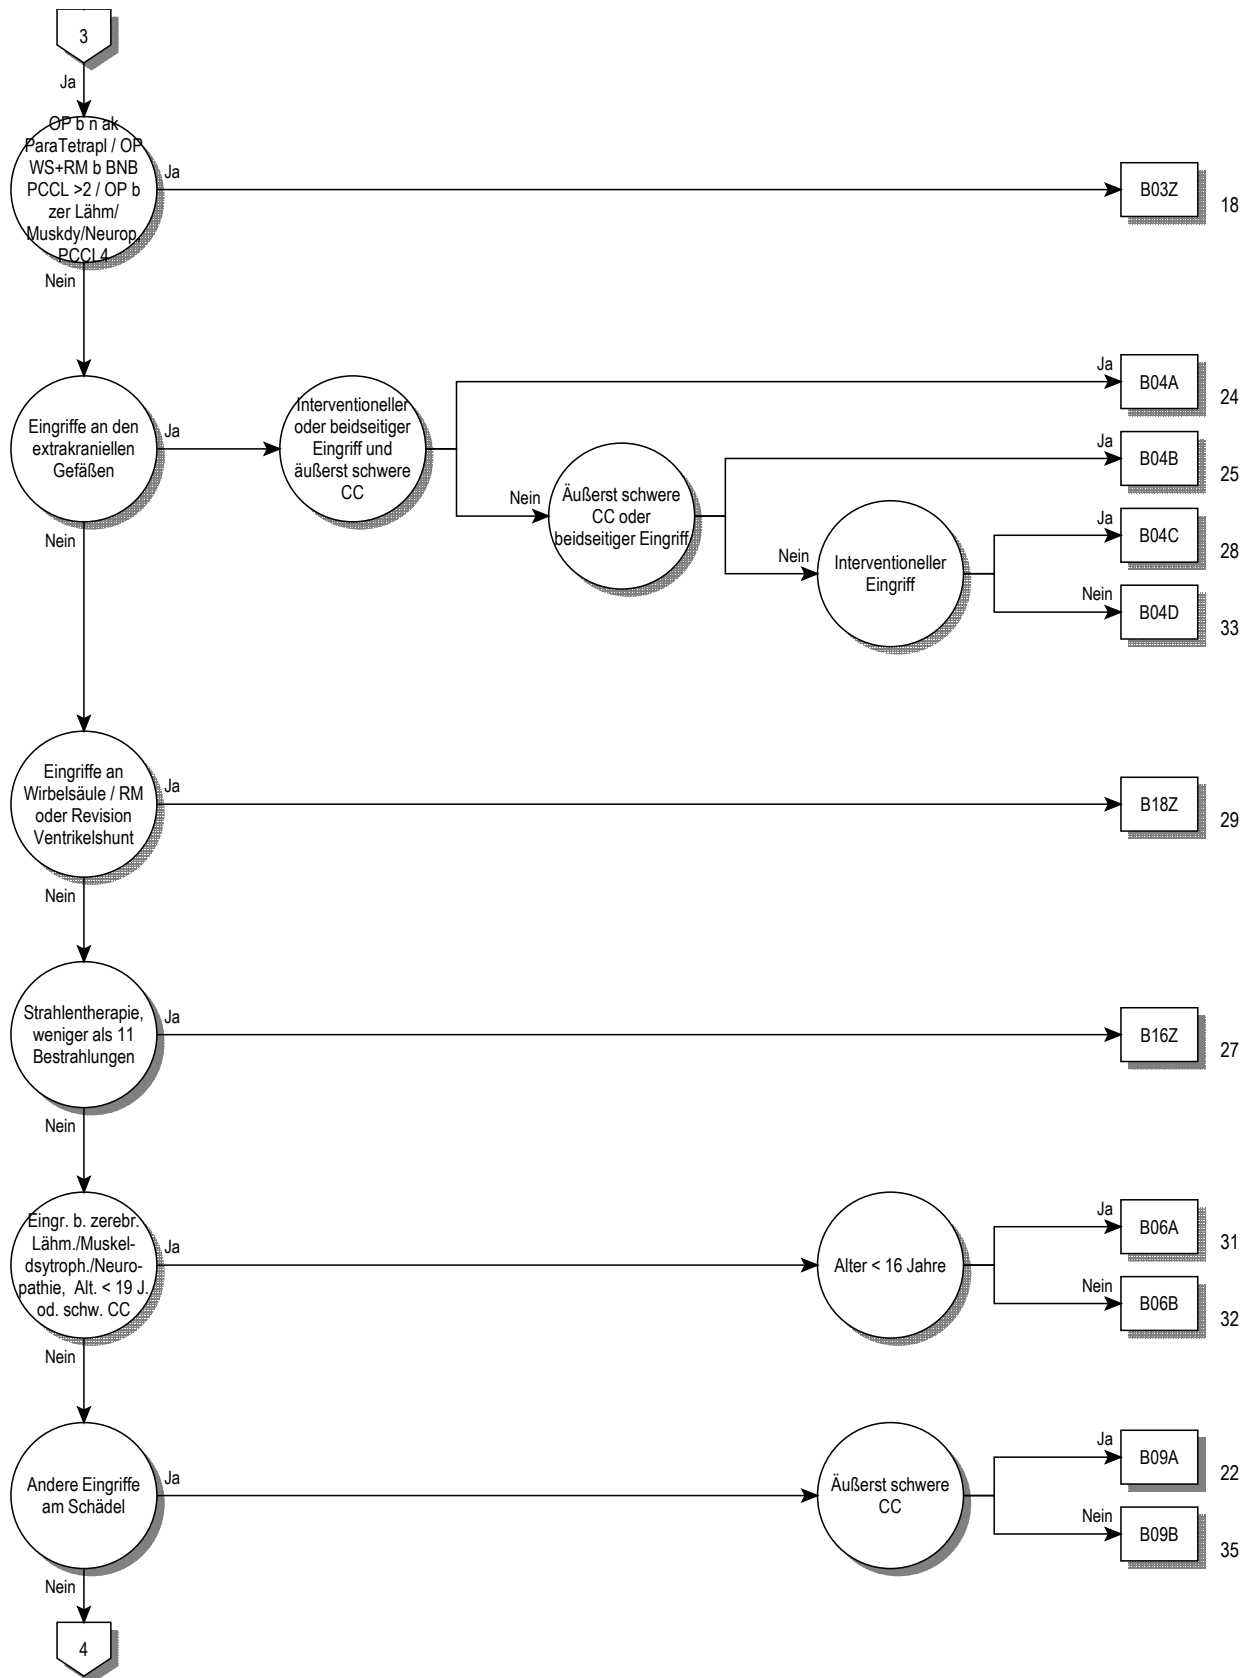 3
Ja
OP b n ak
ParaTetrapl / OP
WS+RM b BNB
PCCL >2 / OP b
zer Lähm/
Muskdy/Neurop,
PCCL4
Ja
B03Z
18
Nein
Eingriffe an den
extrakraniellen
Gefäßen
Ja
Interventioneller
oder beidseitiger
Eingriff und
äußerst schwere
CC
Ja
B04A
24
Nein
Äußerst schwere
CC oder
beidseitiger Eingriff
Ja
B04B
25
Nein
Interventioneller
Eingriff
Ja
B04C
28
Nein
B04D
33
Nein
Eingriffe an
Wirbelsäule / RM
oder Revision
Ventrikelshunt
Ja
B18Z
29
Nein
Strahlentherapie,
weniger als 11
Bestrahlungen
Ja
B16Z
27
Nein
Eingr. b. zerebr.
Lähm./Muskel-
dsytroph./Neuro-
pathie, Alt. < 19 J.
od. schw. CC
Ja
Alter < 16 Jahre
Ja
B06A
31
Nein
B06B
32
Nein
Andere Eingriffe
am Schädel
Ja
Äußerst schwere
CC
Ja
B09A
22
Nein
B09B
35
Nein
4